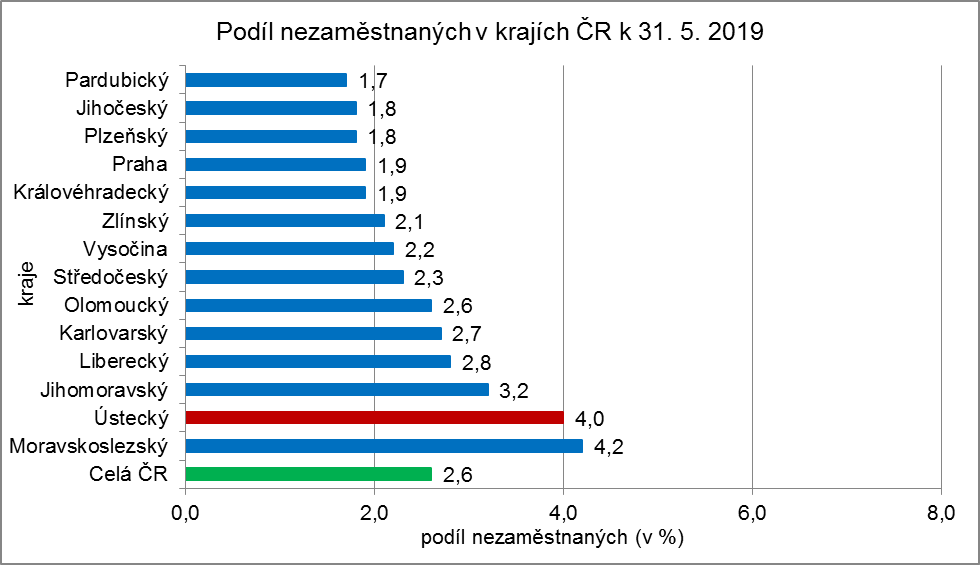 Podíl nezaměstnaných v krajích ČR k 31. 5. 2019
kraje
Pardubický 1,7
Jihočeský 1,8
Plzeňský 1,8
Praha 1,9
Královéhradecký 1,9
Zlínský 2,1
Vysočina 2,2
Středočeský 2,3
Olomoucký 2,6
Karlovarský 2,7
Liberecký 2,8
Jihomoravský 3,2
Ústecký 4,0
Moravskoslezský 4,2
Celá ČR 2,6
0,0 2,0 4,0 6,0 8,0
podíl nezaměstnaných (v %)